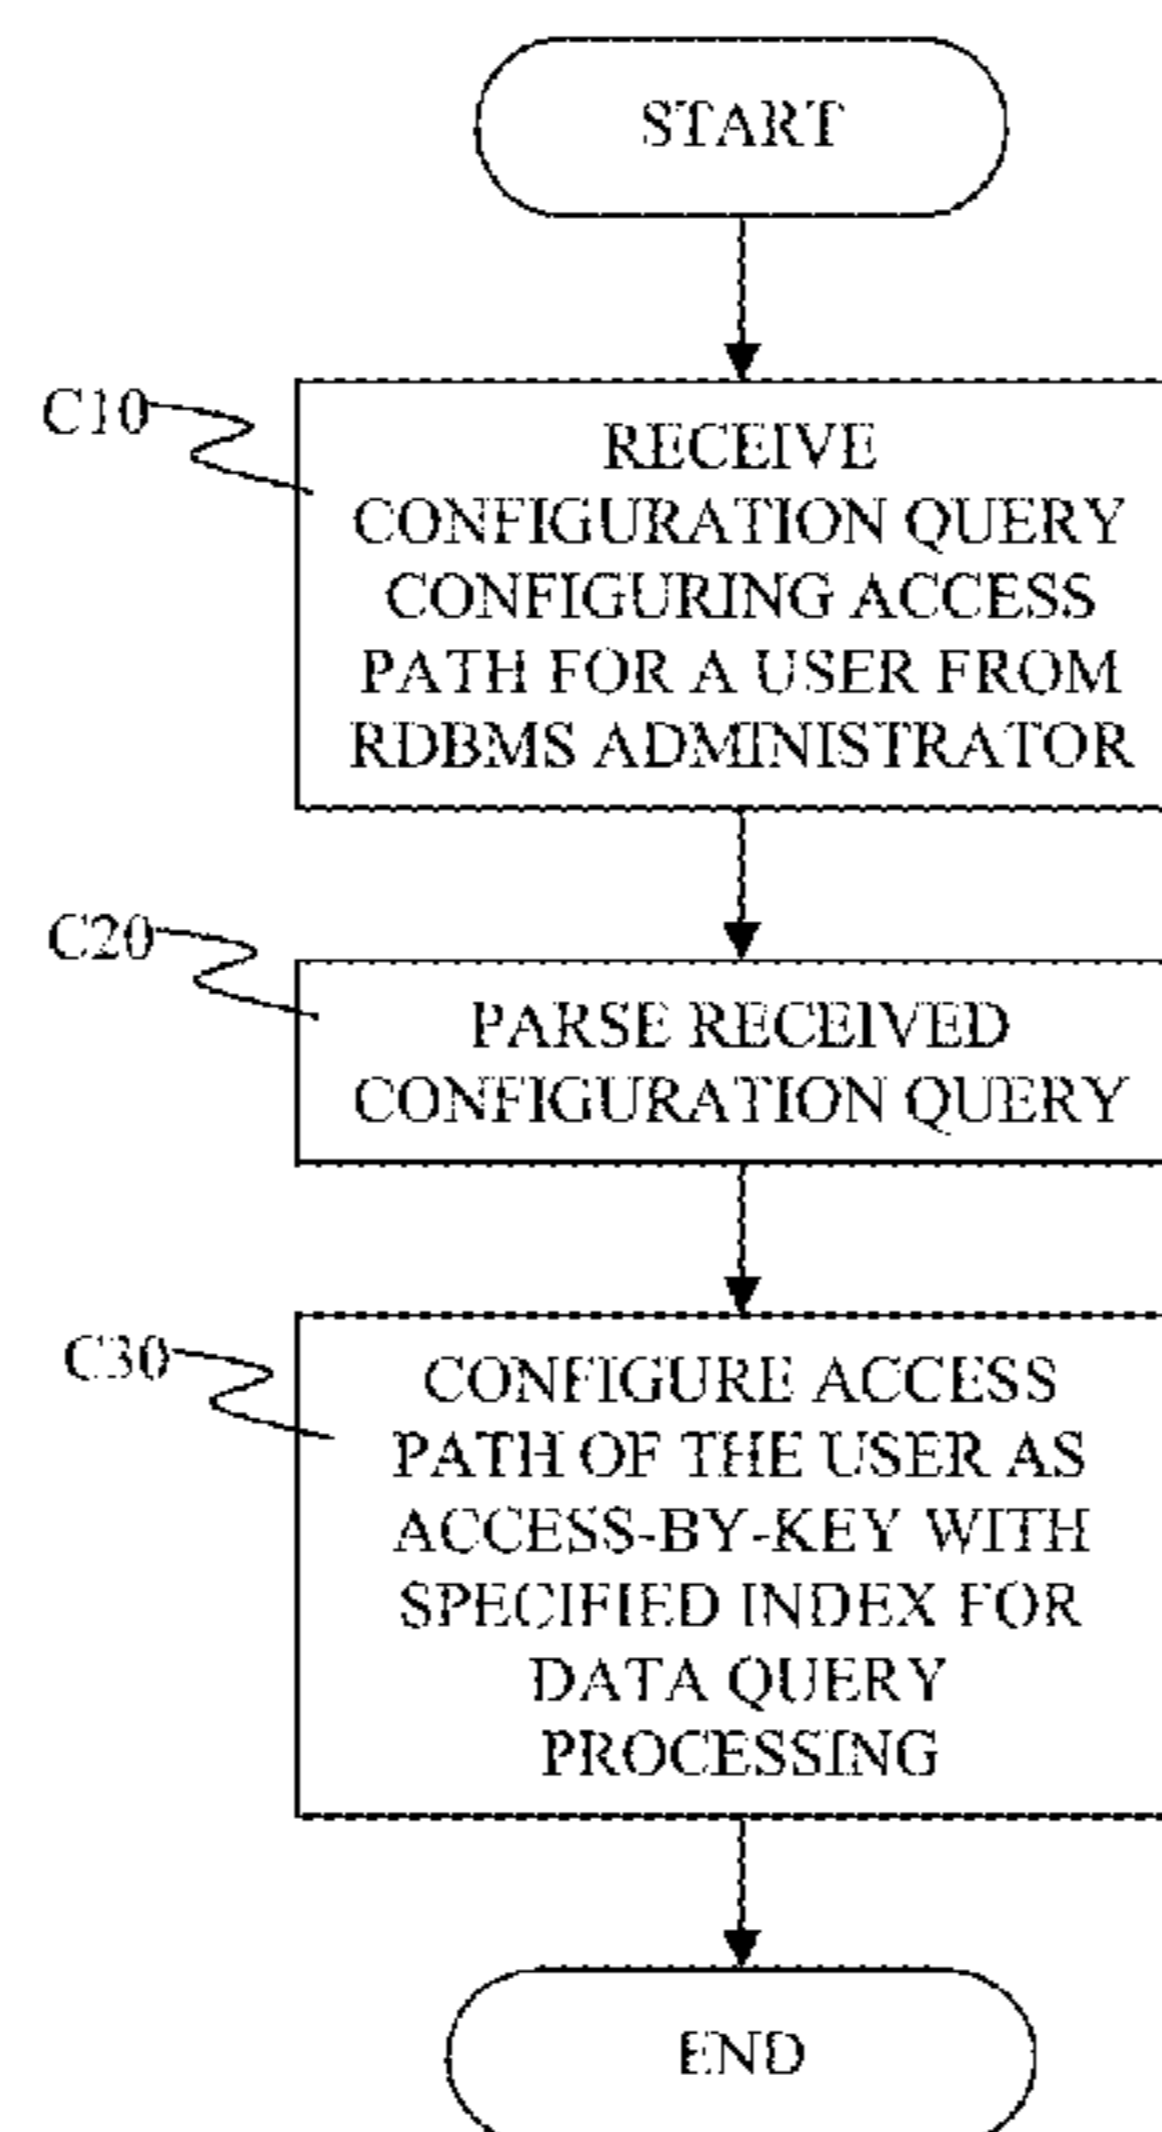 START
C10
RECEIVE
CONFIGURATION QUERY
CONFIGURING ACCESS
PATH FOR A USER FROM
RDBMS ADMINISTRATOR
C20
PARSE RECEIVED
CONFIGURATION QUERY
C30
CONFIGURE ACCESS
PATH OF THE USER AS
ACCESS-BY-KEY WITH
SPECIFIED INDEX FOR
DATA QUERY
PROCESSING
END